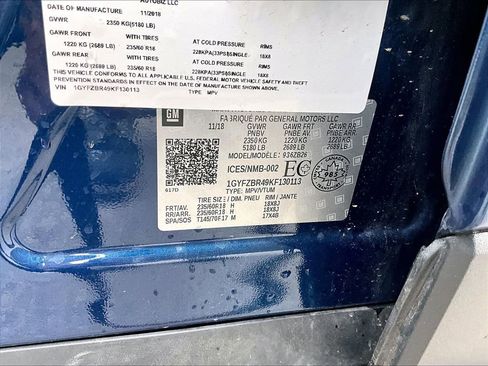 AUTOBIZ LLC
DATE OF MANUFACTURE 11/2018
GVWR 2350 KG(5180 LB)
GAWR FRONT WITH TIRES AT COLD PRESSURE RIMS
1220 KG (2689 LB) 235/60 R18 228KPA(33PSI)SINGLE 18X8
GAWR REAR WITH TIRES AT COLD PRESSURE RIMS
1220 KG (2689 LB) 235/60 R18 228KPA(33PSI)SINGLE 18X8
THIS VEHICLE CONFORMS TO ALL APPLICABLE U.S. FEDERAL MOTOR VEHICLE SAFETY AND THEFT
PREVENTION STANDARDS IN EFFECT ON THE DATE OF MANUFACTURE SHOWN ABOVE.
VIN 1GYFZBR49KF130113
TYPE MPV
GM
FABRIQUÉ PAR GENERAL MOTORS LLC
11/18 GVWR GAWR FRT GAWR RR
PNBV PNBE AV PNBE AR
2350 KG 1220 KG 1220 KG
5180 LB 2689 LB 2689 LB
MODEL/MODELE: 936ZB26
ICES/NMB-002 EC 983
617D
1GYFZBR49KF130113
TYPE: MPV/VTUM
TIRE SIZE / DIM. PNEU RIM / JANTE
FRT/AV. 235/60R18 H 18X8J
RR/ARR. 235/60R18 H 18X8J
SPA/SOS T145/70F17 M 17X4B